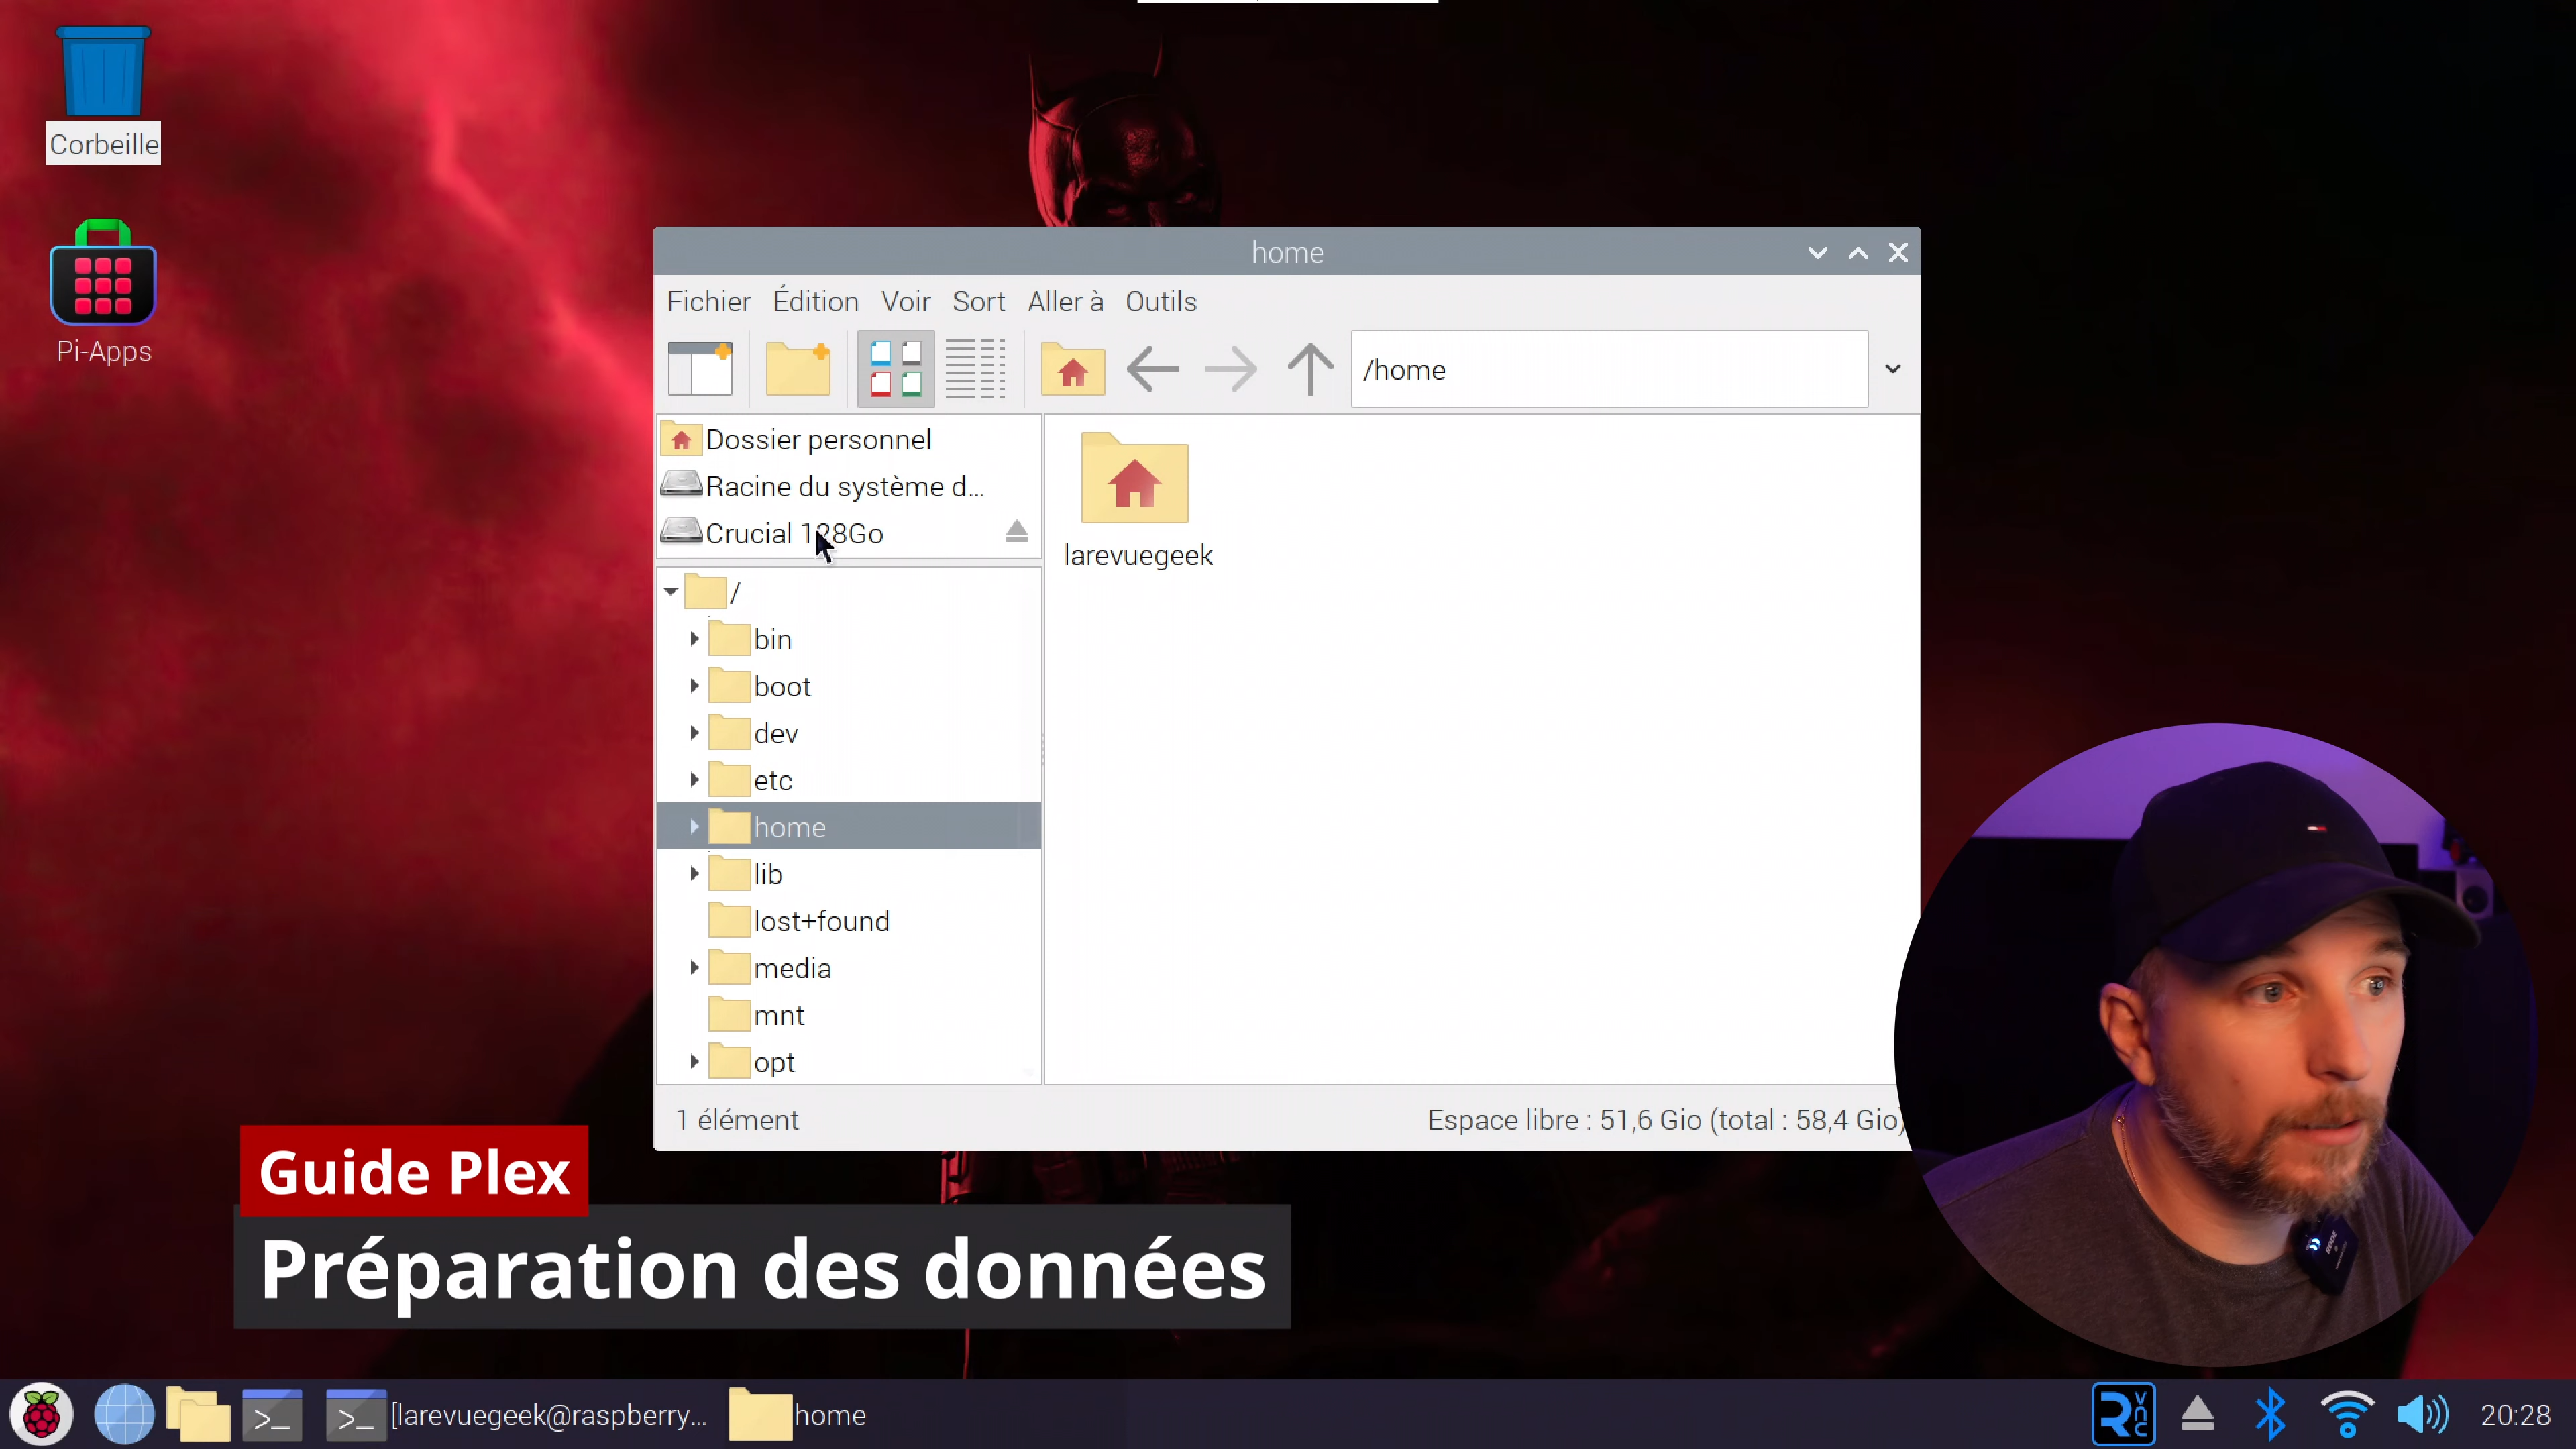 Corbeille
Pi-Apps
home
Fichier Édition Voir Sort Aller à Outils
/home
Dossier personnel
Racine du système d...
Crucial 128Go
larevuegeek
/
bin
boot
dev
etc
home
lib
lost+found
media
mnt
opt
1 élément
Espace libre : 51,6 Gio (total : 58,4 Gio)
Guide Plex
Préparation des données
[larevuegeek@raspberry...
home
20:28